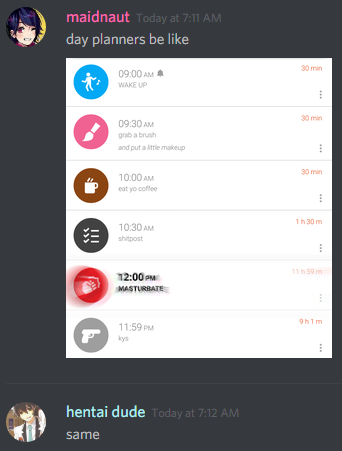 maidnaut Today at 7:11 AM
day planners be like
09:00 AM 30 min
WAKE UP
09:30 AM 30 min
grab a brush
and put a little makeup
10:00 AM 30 min
eat yo coffee
10:30 AM 1 h 30 m
shitpost
12:00 PM 11 h 59 m
MASTURBATE
11:59 PM 9 h 1 m
kys
hentai dude Today at 7:12 AM
same